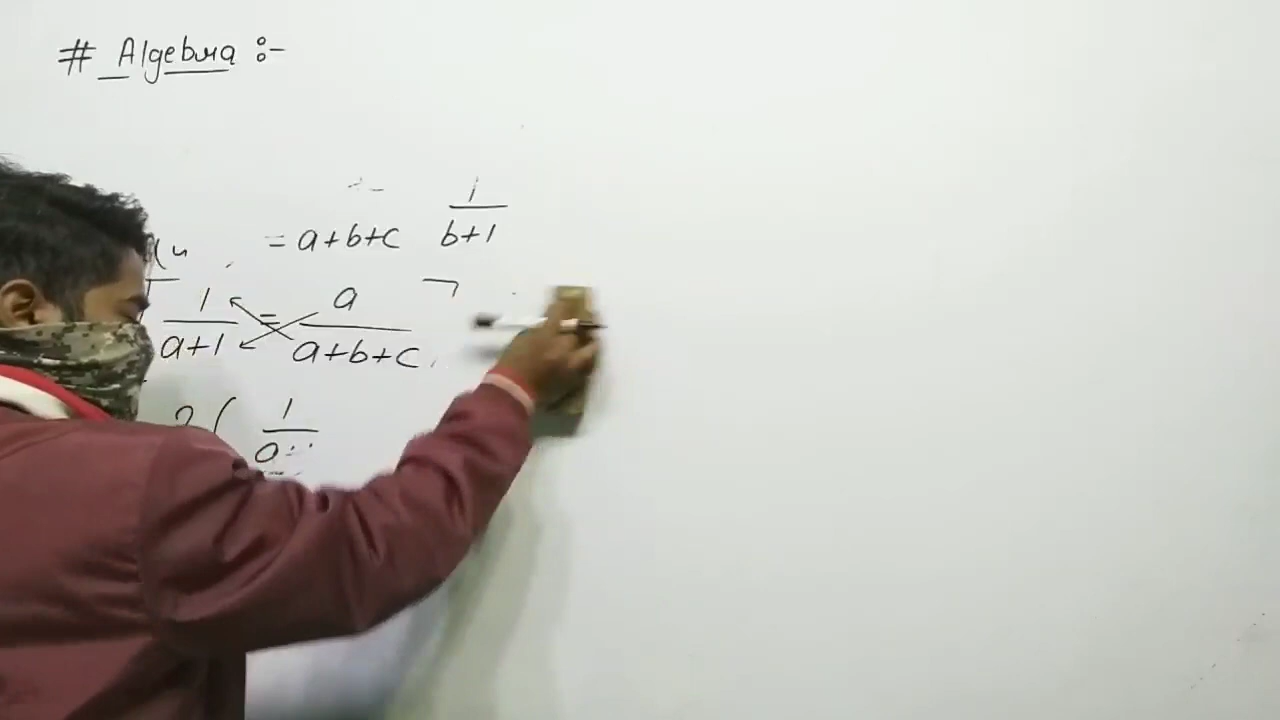 # Algebra :-
1/(b+1)
= a+b+c
1/(a+1) = a/(a+b+c)
2 ( 1/a